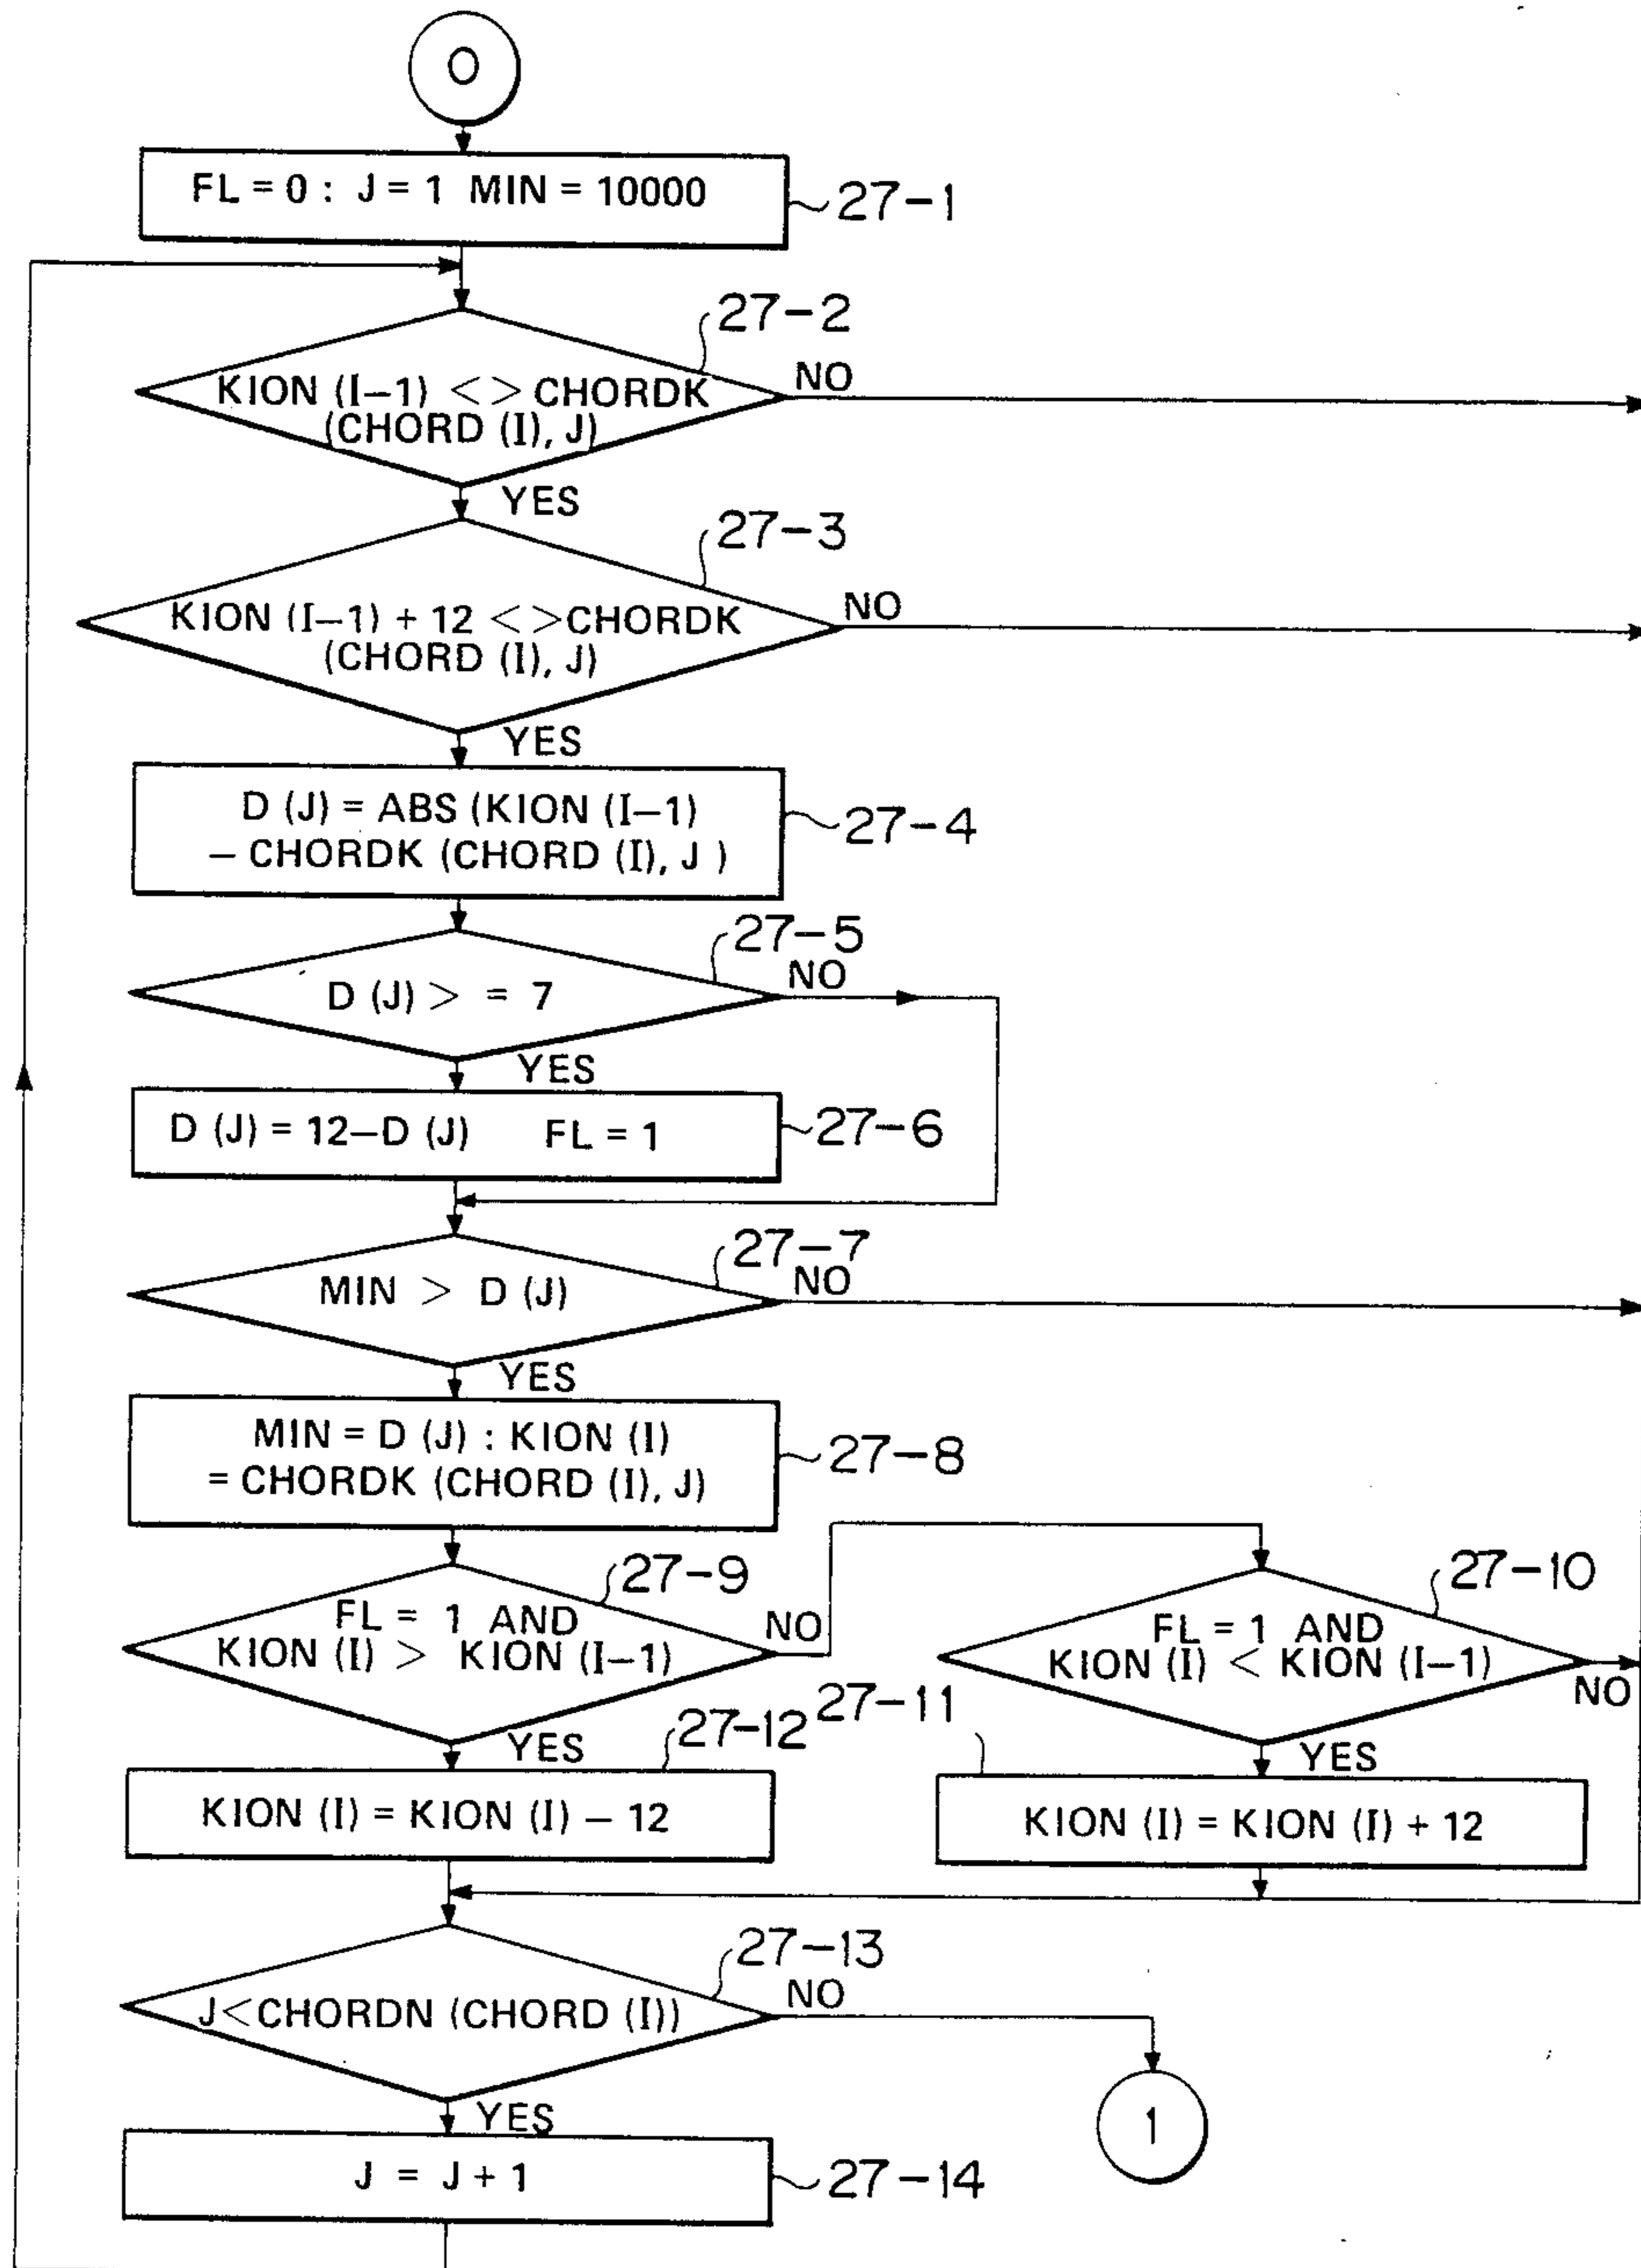 O
FL = 0 : J = 1 MIN = 10000
27-1
27-2
KION (I-1) <> CHORDK
(CHORD (I), J)
NO
YES
27-3
KION (I-1) + 12 <>CHORDK
(CHORD (I), J)
NO
YES
D (J) = ABS (KION (I-1)
- CHORDK (CHORD (I), J )
27-4
27-5
D (J) > = 7
NO
YES
D (J) = 12-D (J) FL = 1
27-6
27-7
MIN > D (J)
NO
YES
MIN = D (J) : KION (I)
= CHORDK (CHORD (I), J)
27-8
27-9
FL = 1 AND
KION (I) > KION (I-1)
NO
YES
27-10
FL = 1 AND
KION (I) < KION (I-1)
NO
YES
27-12
KION (I) = KION (I) - 12
27-11
KION (I) = KION (I) + 12
27-13
J<CHORDN (CHORD (I))
NO
1
YES
J = J + 1
27-14